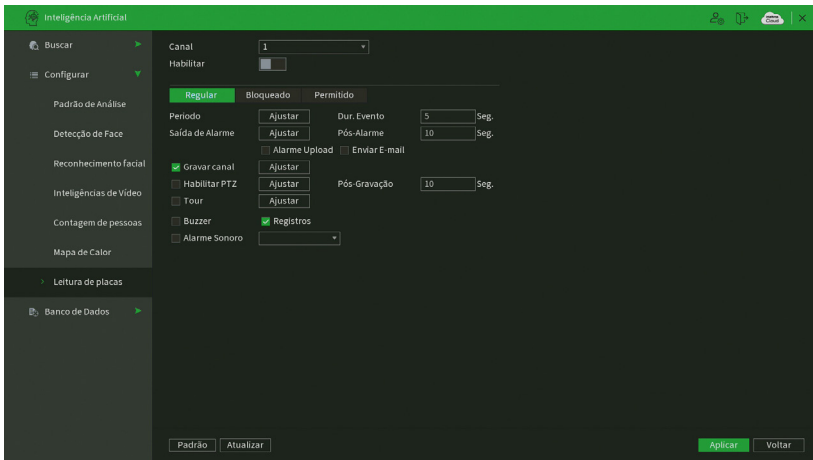 Inteligência Artificial
Cloud
Buscar
Configurar
Padrão de Análise
Detecção de Face
Reconhecimento facial
Inteligências de Vídeo
Contagem de pessoas
Mapa de Calor
Leitura de placas
Banco de Dados
Canal 1
Habilitar
Regular Bloqueado Permitido
Período Ajustar Dur. Evento 5 Seg.
Saída de Alarme Ajustar Pós-Alarme 10 Seg.
Alarme Upload Enviar E-mail
Gravar canal Ajustar
Habilitar PTZ Ajustar Pós-Gravação 10 Seg.
Tour Ajustar
Buzzer Registros
Alarme Sonoro
Padrão Atualizar Aplicar Voltar